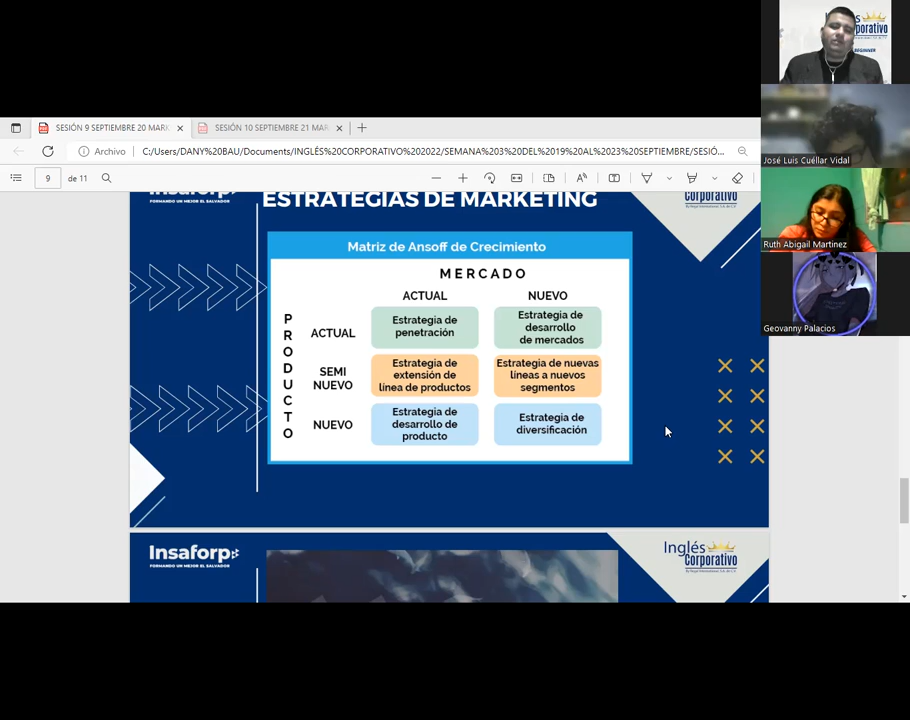 SESIÓN 9 SEPTIEMBRE 20 MARK
SESIÓN 10 SEPTIEMBRE 21 MAR
Archivo
C:/Users/DANY%20BAU/Documents/INGLÉS%20CORPORATIVO%202022/SEMANA%203%20DEL%2019%20AL%2023%20SEPTIEMBRE/SESIÓ...
9 de 11
Insaforp
FORMANDO UN MEJOR EL SALVADOR
ESTRATEGIAS DE MARKETING
Corporativo
Matriz de Ansoff de Crecimiento
MERCADO
ACTUAL
NUEVO
PRODUCTO
ACTUAL
Estrategia de
penetración
Estrategia de
desarrollo
de mercados
SEMI
NUEVO
Estrategia de
extensión de
línea de productos
Estrategia de nuevas
líneas a nuevos
segmentos
NUEVO
Estrategia de
desarrollo de
producto
Estrategia de
diversificación
Insaforp
FORMANDO UN MEJOR EL SALVADOR
Inglés
Corporativo
José Luis Cuéllar Vidal
Ruth Abigail Martinez
Geovanny Palacios